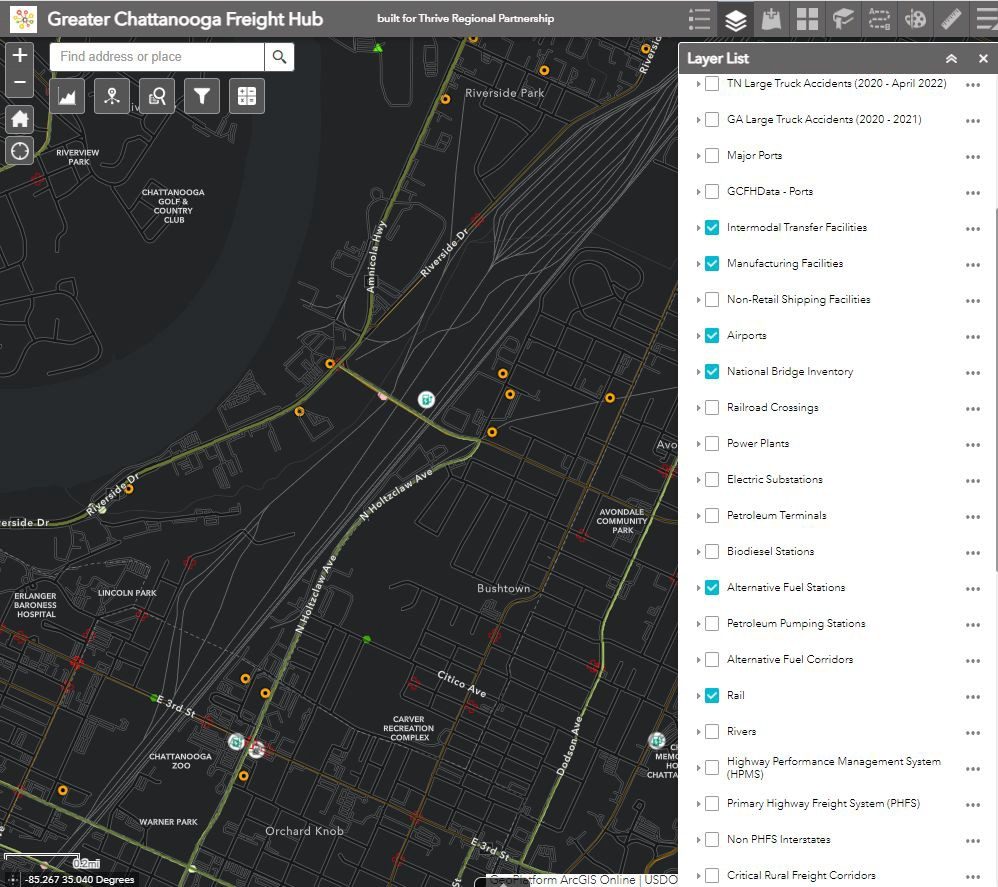 Greater Chattanooga Freight Hub
built for Thrive Regional Partnership
Find address or place
Layer List
TN Large Truck Accidents (2020 - April 2022)
GA Large Truck Accidents (2020 - 2021)
Major Ports
GCFHData - Ports
Intermodal Transfer Facilities
Manufacturing Facilities
Non-Retail Shipping Facilities
Airports
National Bridge Inventory
Railroad Crossings
Power Plants
Electric Substations
Petroleum Terminals
Biodiesel Stations
Alternative Fuel Stations
Petroleum Pumping Stations
Alternative Fuel Corridors
Rail
Rivers
Highway Performance Management System
(HPMS)
Primary Highway Freight System (PHFS)
Non PHFS Interstates
Critical Rural Freight Corridors
Riverside Park
RIVERVIEW
PARK
CHATTANOOGA
GOLF &
COUNTRY
CLUB
Amnicola Hwy
Riverside Dr
Riverside Dr
N Holtzclaw Ave
N Holtzclaw Ave
AVONDALE
COMMUNITY
PARK
Bushtown
ERLANGER
BARONESS
HOSPITAL
LINCOLN PARK
Citico Ave
E 3rd St
CARVER
RECREATION
COMPLEX
CHATTANOOGA
ZOO
Dodson Ave
WARNER PARK
Orchard Knob
E 3rd St
0.2mi
-85.267 35.040 Degrees
GeoPlatform ArcGIS Online | USDO